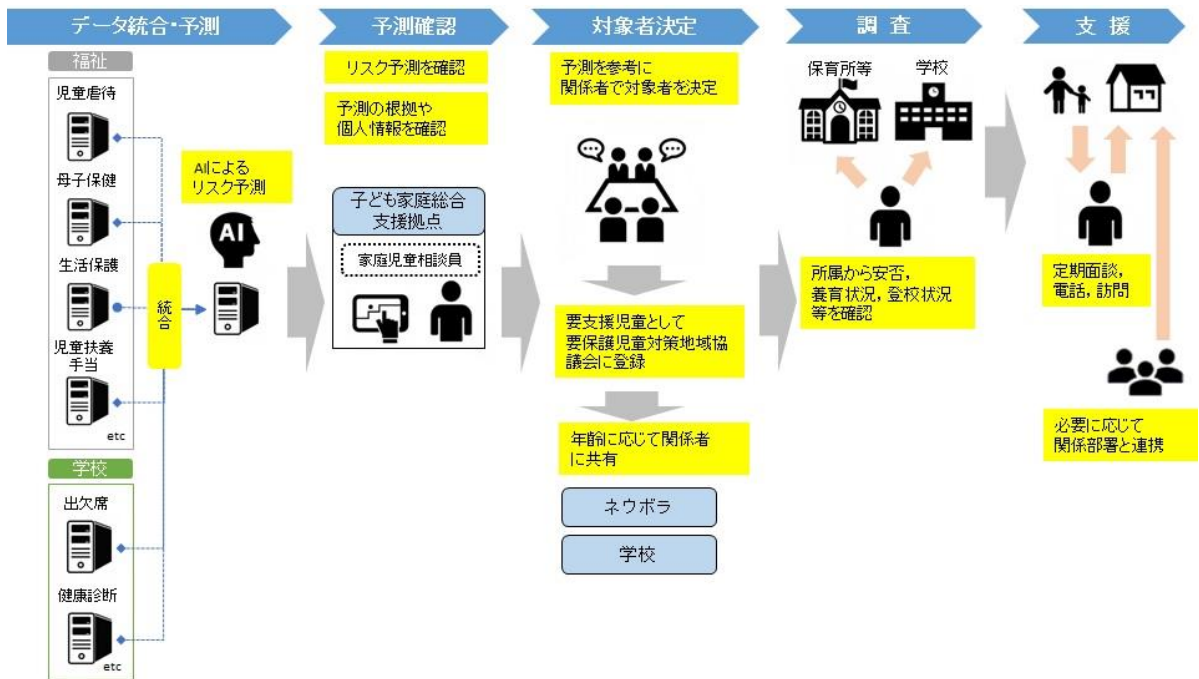 データ統合・予測
福祉
児童虐待
母子保健
生活保護
児童扶養
手当
etc
学校
出欠席
健康診断
etc
統合
AIによる
リスク予測
AI
予測確認
リスク予測を確認
予測の根拠や
個人情報を確認
子ども家庭総合
支援拠点
家庭児童相談員
対象者決定
予測を参考に
関係者で対象者を決定
要支援児童として
要保護児童対策地域協
議会に登録
年齢に応じて関係者
に共有
ネウボラ
学校
調査
保育所等
学校
所属から安否，
養育状況，登校状況
等を確認
支援
定期面談，
電話，訪問
必要に応じて
関係部署と連携